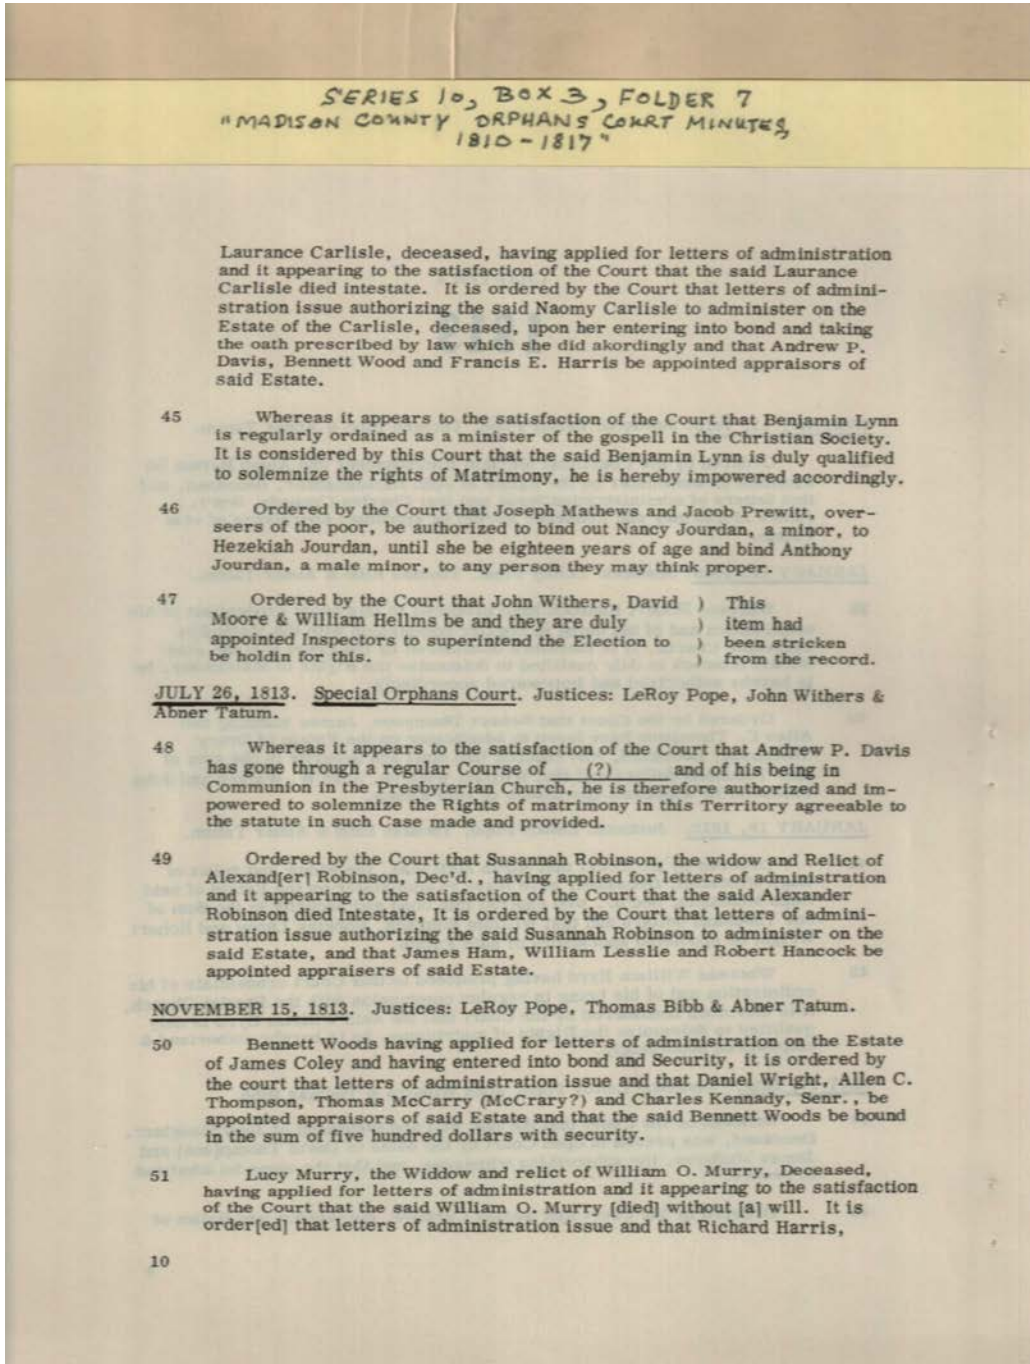 SERIES 10, BOX 3, FOLDER 7
"MADISON COUNTY ORPHANS COURT MINUTES,
1810-1817"
Laurance Carlisle, deceased, having applied for letters of administration
and it appearing to the satisfaction of the Court that the said Laurance
Carlisle died intestate. It is ordered by the Court that letters of admini-
stration issue authorizing the said Naomy Carlisle to administer on the
Estate of the Carlisle, deceased, upon her entering into bond and taking
the oath prescribed by law which she did akordingly and that Andrew P.
Davis, Bennett Wood and Francis E. Harris be appointed appraisors of
said Estate.
45 Whereas it appears to the satisfaction of the Court that Benjamin Lynn
is regularly ordained as a minister of the gospell in the Christian Society.
It is considered by this Court that the said Benjamin Lynn is duly qualified
to solemnize the rights of Matrimony, he is hereby impowered accordingly.
46 Ordered by the Court that Joseph Mathews and Jacob Prewitt, over-
seers of the poor, be authorized to bind out Nancy Jourdan, a minor, to
Hezekiah Jourdan, until she be eighteen years of age and bind Anthony
Jourdan, a male minor, to any person they may think proper.
47 Ordered by the Court that John Withers, David ) This
Moore & William Hellms be and they are duly ) item had
appointed Inspectors to superintend the Election to ) been stricken
be holdin for this. ) from the record.
JULY 26, 1813. Special Orphans Court. Justices: LeRoy Pope, John Withers &
Abner Tatum.
48 Whereas it appears to the satisfaction of the Court that Andrew P. Davis
has gone through a regular Course of (?) and of his being in
Communion in the Presbyterian Church, he is therefore authorized and im-
powered to solemnize the Rights of matrimony in this Territory agreeable to
the statute in such Case made and provided.
49 Ordered by the Court that Susannah Robinson, the widow and Relict of
Alexand[er] Robinson, Dec'd., having applied for letters of administration
and it appearing to the satisfaction of the Court that the said Alexander
Robinson died Intestate, It is ordered by the Court that letters of admini-
stration issue authorizing the said Susannah Robinson to administer on the
said Estate, and that James Ham, William Lesslie and Robert Hancock be
appointed appraisers of said Estate.
NOVEMBER 15, 1813. Justices: LeRoy Pope, Thomas Bibb & Abner Tatum.
50 Bennett Woods having applied for letters of administration on the Estate
of James Coley and having entered into bond and Security, it is ordered by
the court that letters of administration issue and that Daniel Wright, Allen C.
Thompson, Thomas McCarry (McCrary?) and Charles Kennady, Senr., be
appointed appraisors of said Estate and that the said Bennett Woods be bound
in the sum of five hundred dollars with security.
51 Lucy Murry, the Widdow and relict of William O. Murry, Deceased,
having applied for letters of administration and it appearing to the satisfaction
of the Court that the said William O. Murry [died] without [a] will. It is
order[ed] that letters of administration issue and that Richard Harris,
10